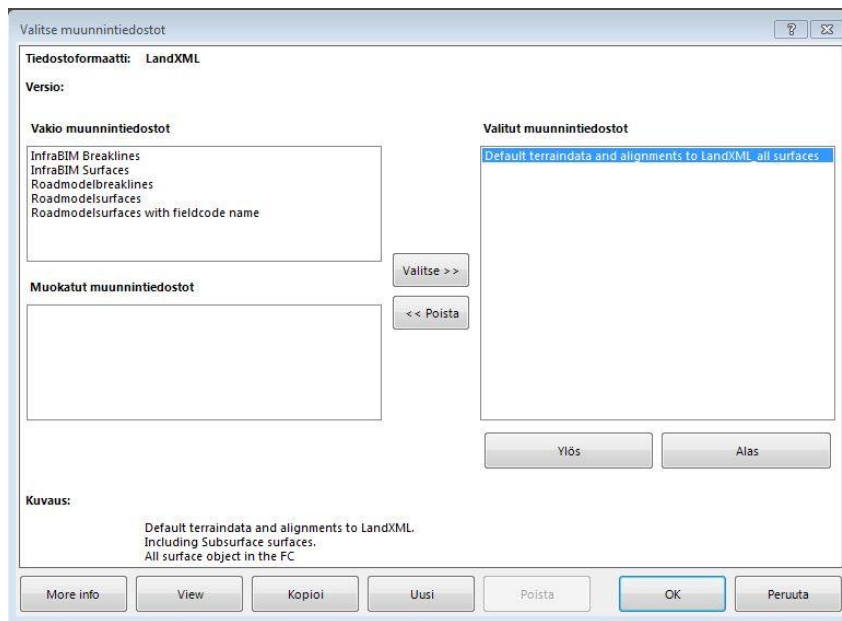 Valitse muunnintiedostot
Tiedostoformaatti: LandXML
Versio:
Vakio muunnintiedostot
InfraBIM Breaklines
InfraBIM Surfaces
Roadmodelbreaklines
Roadmodelsurfaces
Roadmodelsurfaces with fieldcode name
Muokatut muunnintiedostot
Valitse >>
<< Poista
Valitut muunnintiedostot
Default terraindata and alignments to LandXML_all surfaces
Ylös
Alas
Kuvaus:
Default terraindata and alignments to LandXML.
Including Subsurface surfaces.
All surface object in the FC
More info
View
Kopioi
Uusi
Poista
OK
Peruuta